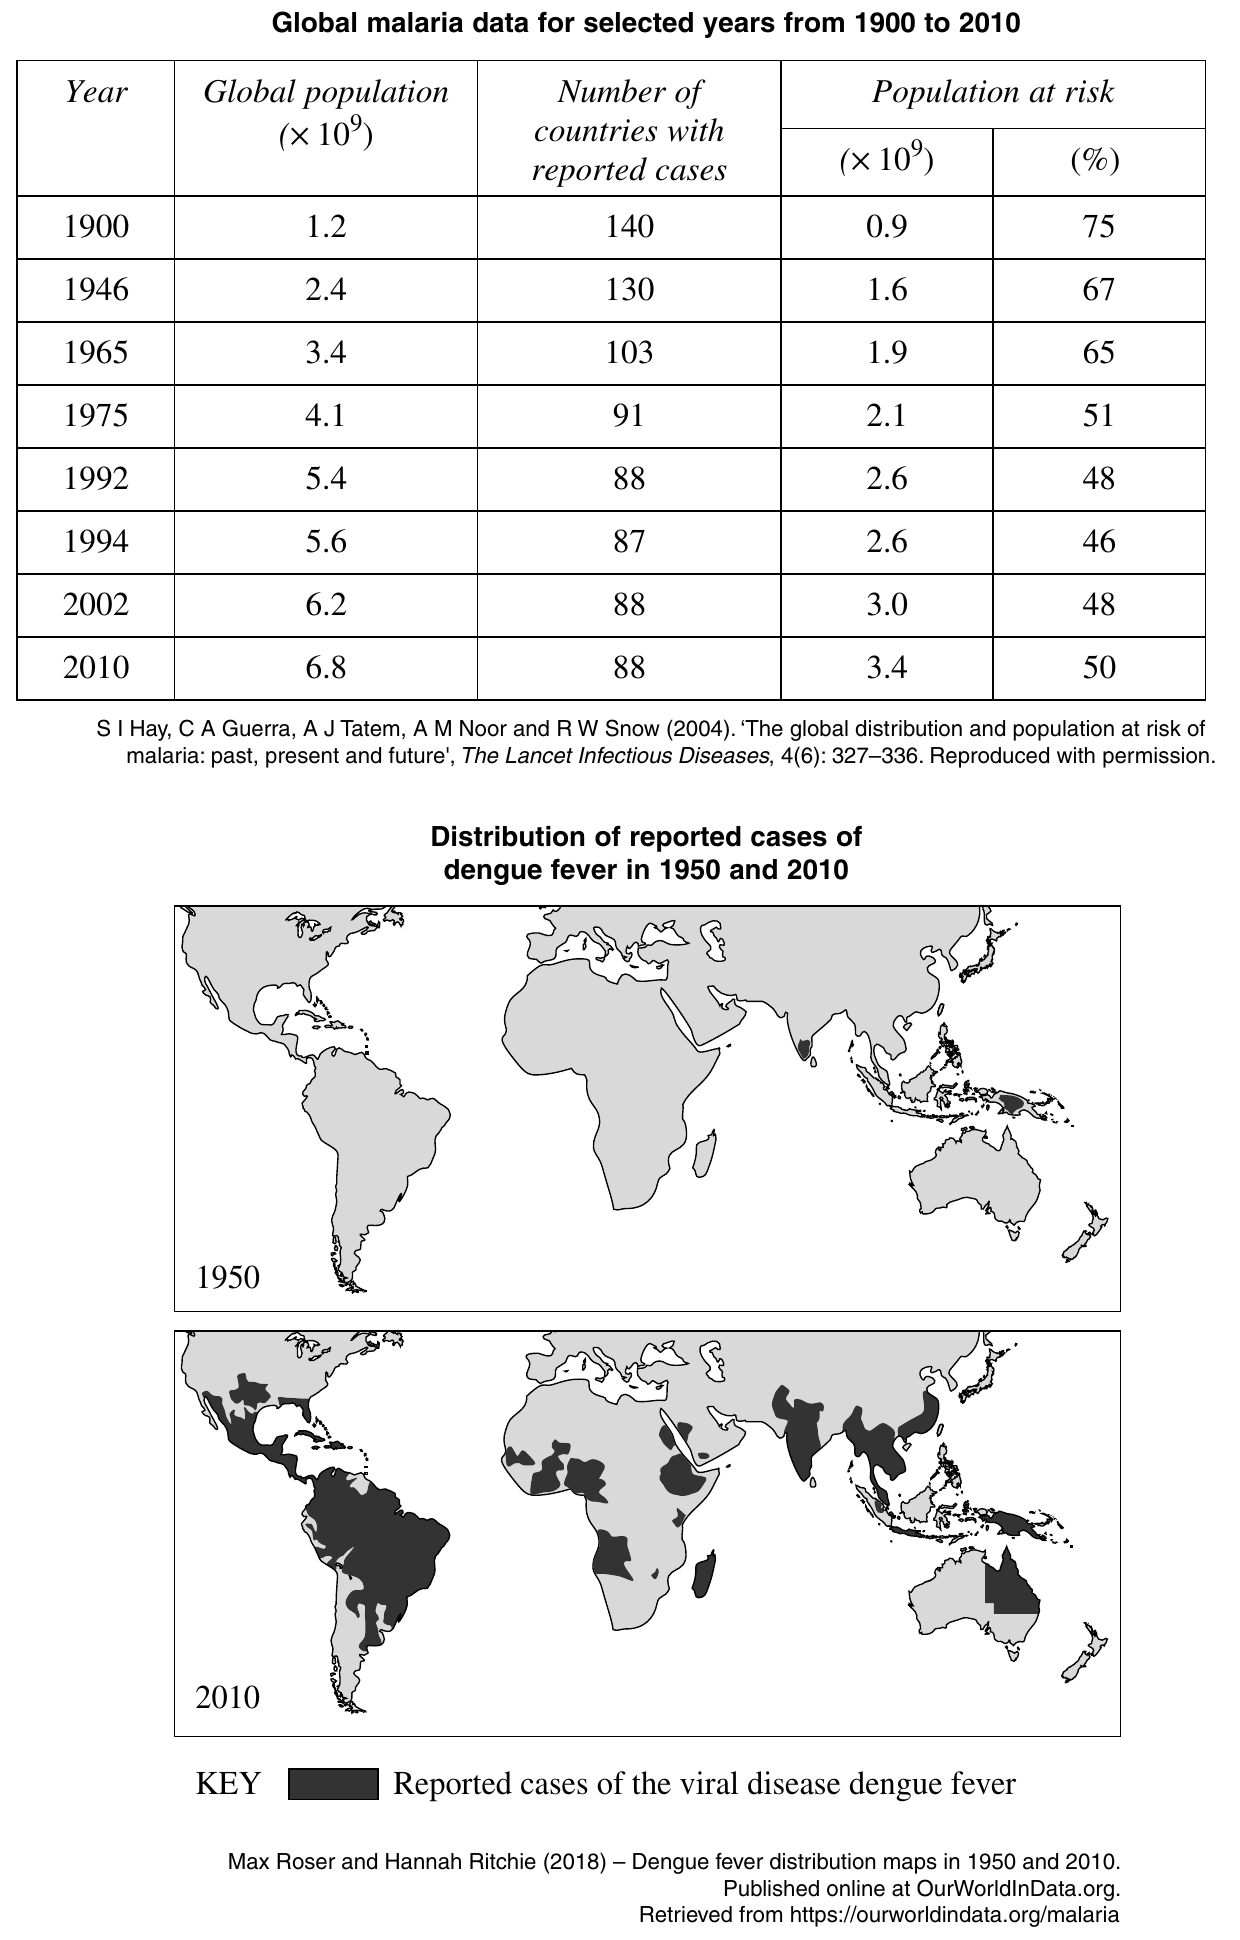 Global malaria data for selected years from 1900 to 2010
Year Global population Number of Population at risk
(× 10⁹) countries with
reported cases (× 10⁹) (%)
1900 1.2 140 0.9 75
1946 2.4 130 1.6 67
1965 3.4 103 1.9 65
1975 4.1 91 2.1 51
1992 5.4 88 2.6 48
1994 5.6 87 2.6 46
2002 6.2 88 3.0 48
2010 6.8 88 3.4 50
S I Hay, C A Guerra, A J Tatem, A M Noor and R W Snow (2004). ‘The global distribution and population at risk of
malaria: past, present and future', The Lancet Infectious Diseases, 4(6): 327–336. Reproduced with permission.
Distribution of reported cases of
dengue fever in 1950 and 2010
1950
2010
KEY Reported cases of the viral disease dengue fever
Max Roser and Hannah Ritchie (2018) – Dengue fever distribution maps in 1950 and 2010.
Published online at OurWorldInData.org.
Retrieved from https://ourworldindata.org/malaria